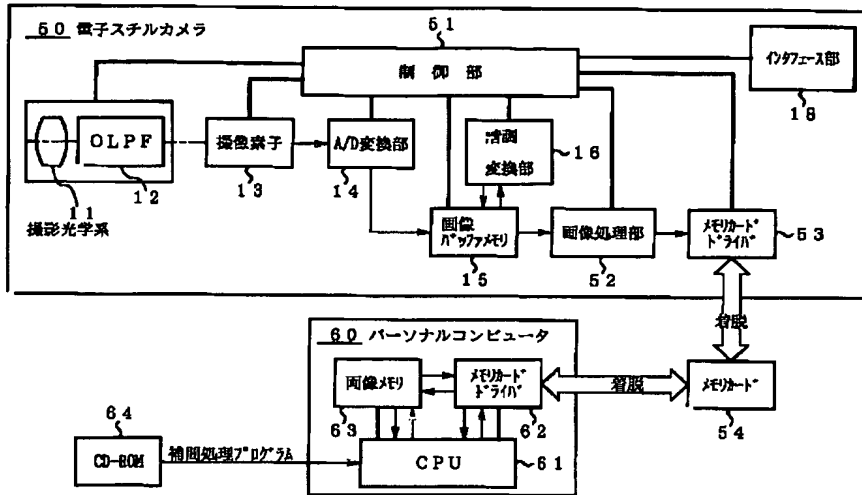 50 電子スチルカメラ
51
制御部
インタフェース部
18
OLPF
撮像素子
A/D変換部
階調
変換部
16
11
12
13
14
撮影光学系
画像
バッファメモリ
画像処理部
メモリカード
ドライバ
53
15
52
着脱
60 パーソナルコンピュータ
画像メモリ
メモリカード
ドライバ
着脱
メモリカード
63
62
54
64
CD-ROM
補間処理プログラム
CPU
61